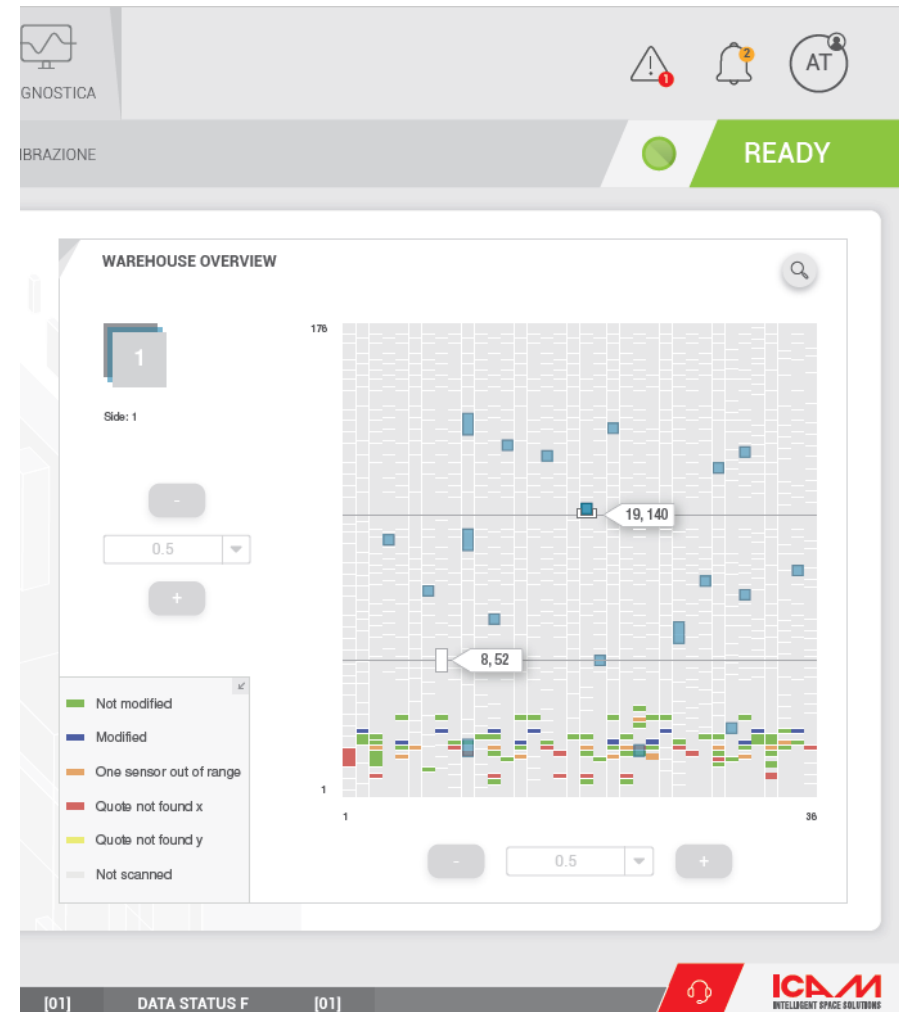 GNOSTICA
1
2
AT
IBRAZIONE
READY
WAREHOUSE OVERVIEW
1
Side: 1
-
0.5
+
176
19, 140
8, 52
1
1
36
Not modified
Modified
One sensor out of range
Quote not found x
Quote not found y
Not scanned
-
0.5
+
[01]
DATA STATUS F
[01]
ICAM
INTELLIGENT SPACE SOLUTIONS